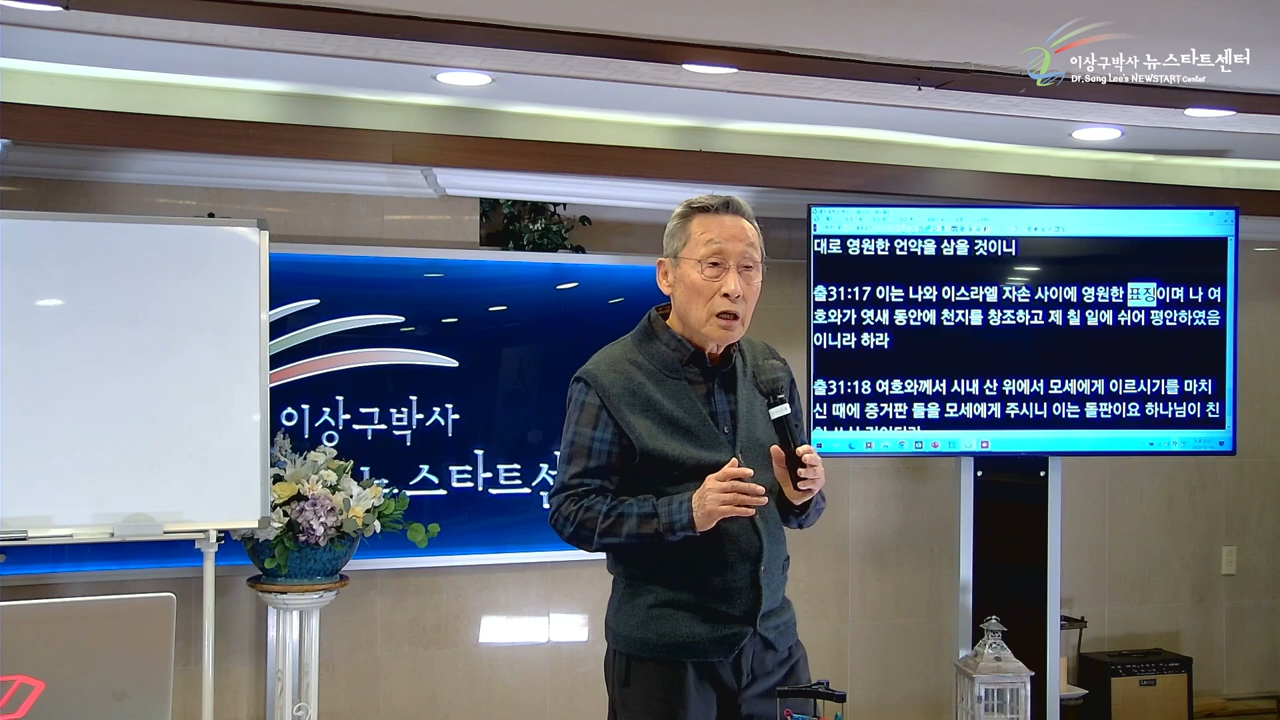 이상구박사 뉴스타트센터
Dr. Sang Lee's NEWSTART Center
대로 영원한 언약을 삼을 것이니
출31:17 이는 나와 이스라엘 자손 사이에 영원한 표징이며 나 여
호와가 엿새 동안에 천지를 창조하고 제 칠 일에 쉬어 평안하였음
이니라 하라
출31:18 여호와께서 시내 산 위에서 모세에게 이르시기를 마치
신 때에 증거판 둘을 모세에게 주시니 이는 돌판이요 하나님이 친
이상구박사
스타트센